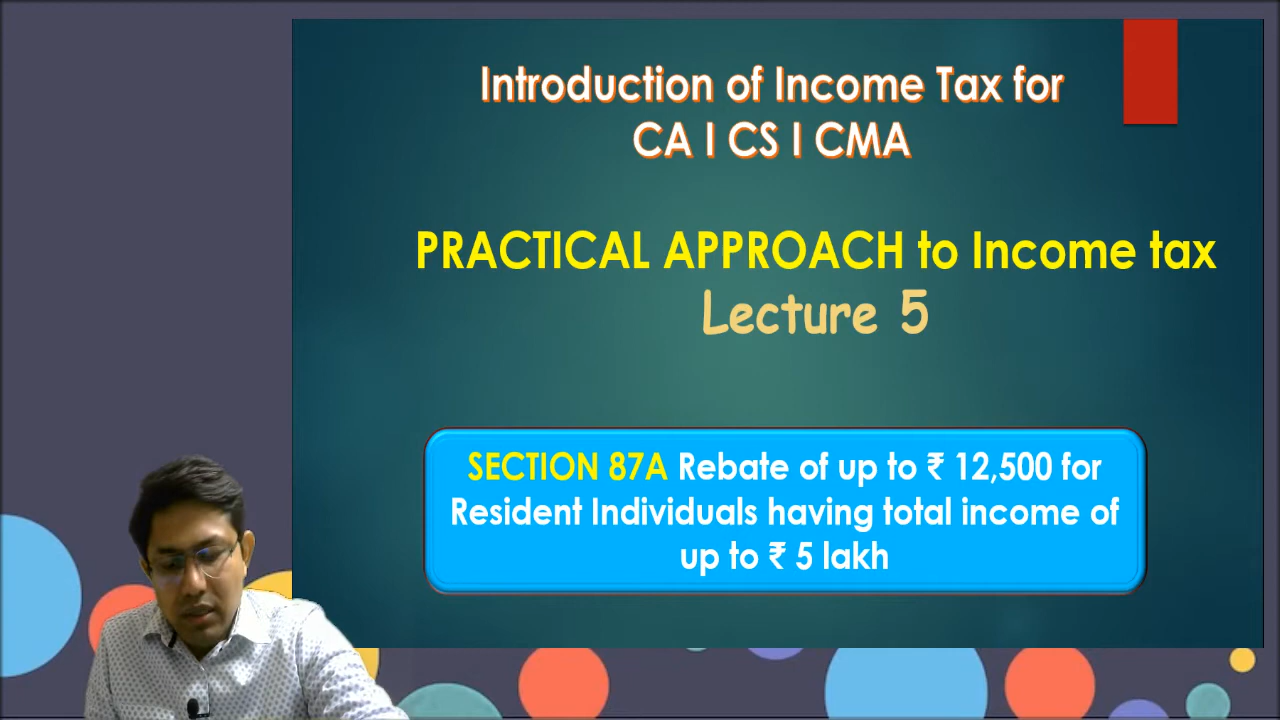 Introduction of Income Tax for
CA I CS I CMA
PRACTICAL APPROACH to Income tax
Lecture 5
SECTION 87A Rebate of up to ₹ 12,500 for
Resident Individuals having total income of
up to ₹ 5 lakh